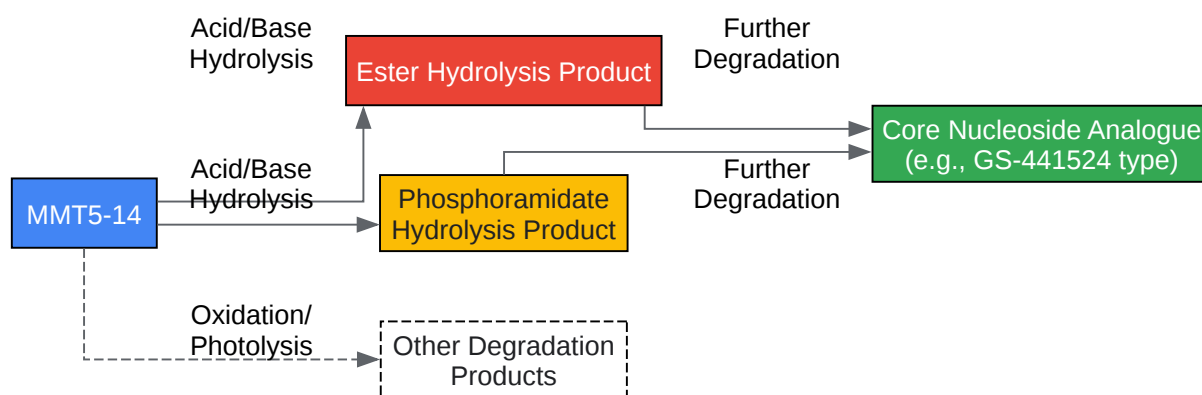 Acid/Base
Hydrolysis
Ester Hydrolysis Product
Further
Degradation
Core Nucleoside Analogue
(e.g., GS-441524 type)
MMT5-14
Acid/Base
Hydrolysis
Phosphoramidate
Hydrolysis Product
Further
Degradation
Oxidation/
Photolysis
Other Degradation
Products